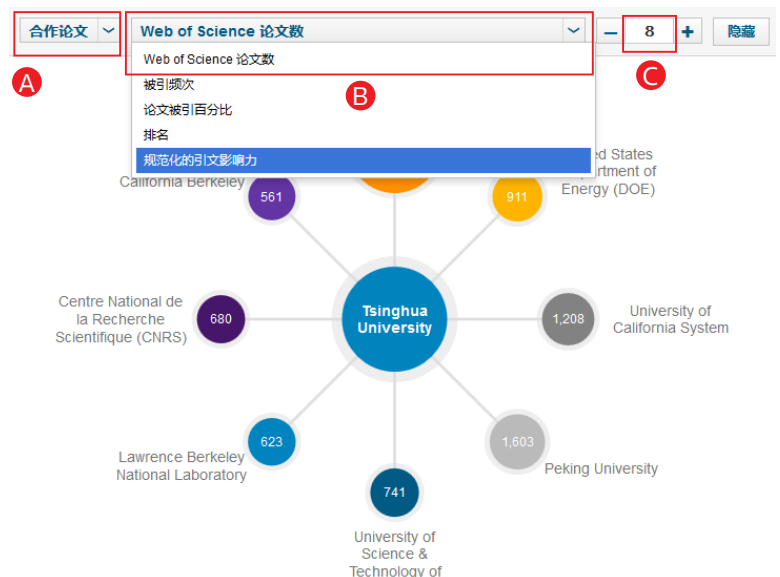 合作论文
Web of Science 论文数
8
隐藏
Web of Science 论文数
被引频次
论文被引百分比
排名
规范化的引文影响力
A
B
C
California Berkeley
561
States
Department of
Energy (DOE)
911
Centre National de
la Recherche
Scientifique (CNRS)
680
Tsinghua
University
1,208
University of
California System
623
Lawrence Berkeley
National Laboratory
1,603
Peking University
741
University of
Science &
Technology of